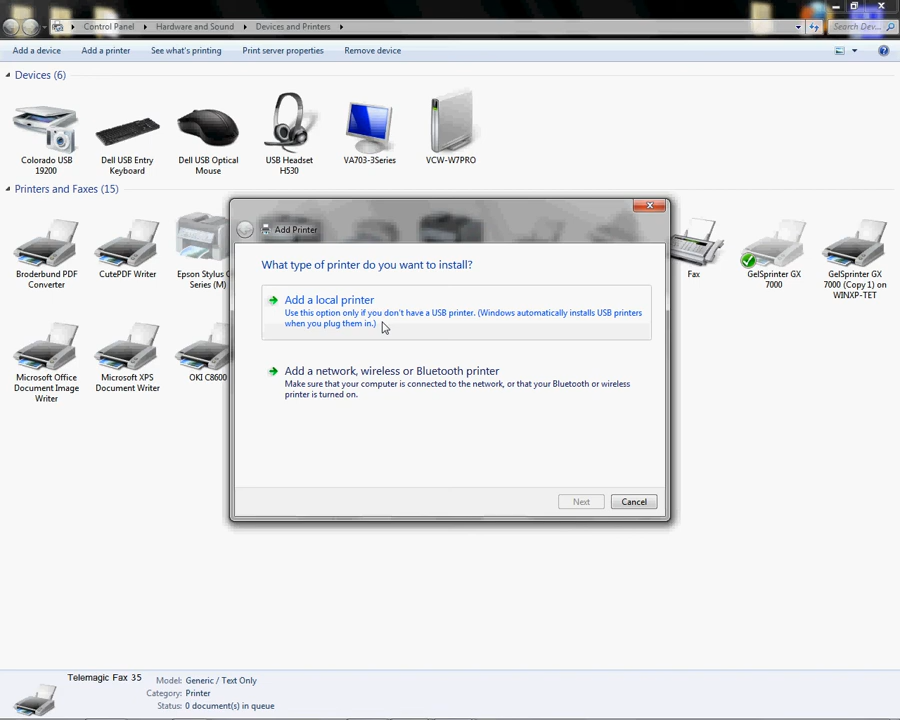 Control Panel
Hardware and Sound
Devices and Printers
Search Dev...
Add a device
Add a printer
See what's printing
Print server properties
Remove device
Devices (6)
Colorado USB
19200
Dell USB Entry
Keyboard
Dell USB Optical
Mouse
USB Headset
H530
VA703-3Series
VCW-W7PRO
Printers and Faxes (15)
Broderbund PDF
Converter
CutePDF Writer
Epson Stylus
Series (M)
Fax
GelSprinter GX
7000
GelSprinter GX
7000 (Copy 1) on
WINXP-TET
Microsoft Office
Document Image
Writer
Microsoft XPS
Document Writer
OKI C8600
Add Printer
What type of printer do you want to install?
Add a local printer
Use this option only if you don't have a USB printer. (Windows automatically installs USB printers
when you plug them in.)
Add a network, wireless or Bluetooth printer
Make sure that your computer is connected to the network, or that your Bluetooth or wireless
printer is turned on.
Next
Cancel
Telemagic Fax 35
Model: Generic / Text Only
Category: Printer
Status: 0 document(s) in queue